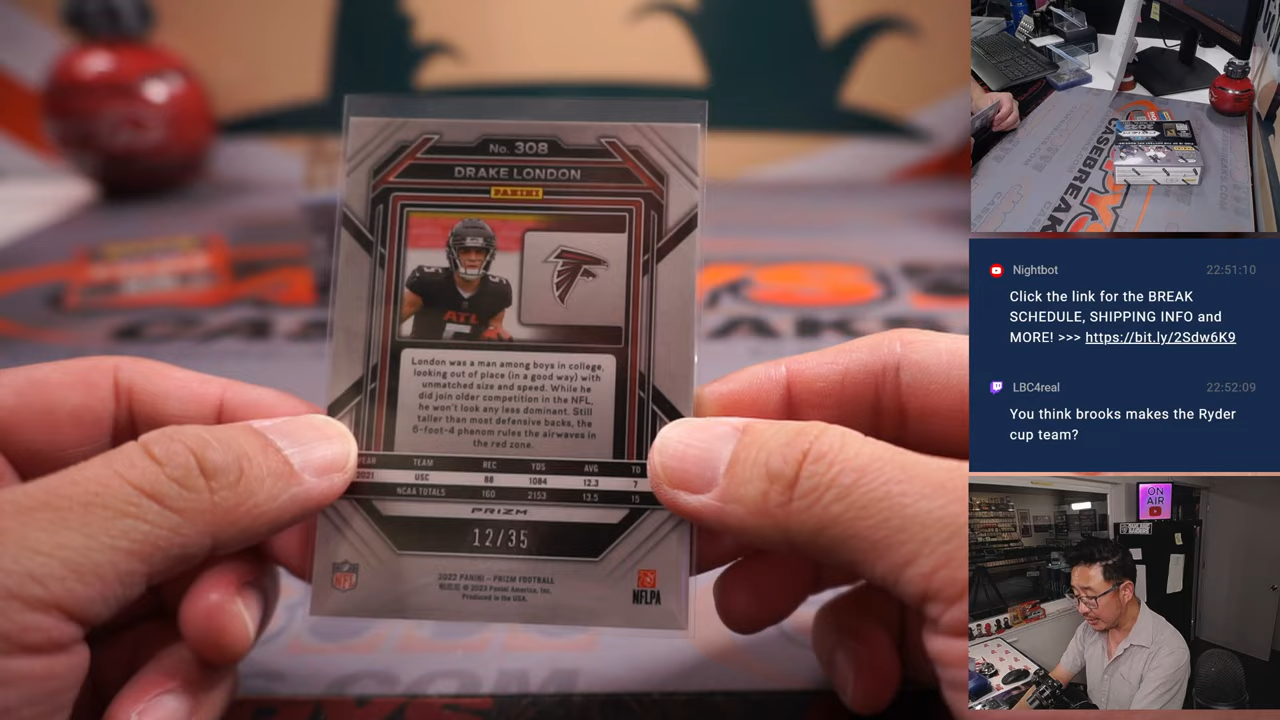 No. 308
DRAKE LONDON
PANINI
ATL
London was a man among boys in college,
looking out of place (in a good way) with
unmatched size and speed. While he
did join older competition in the NFL,
he won't look any less dominant. Still
taller than most defensive backs, the
6-foot-4 phenom rules the airwaves in
the red zone.
YEAR TEAM REC YDS AVG TD
2021 USC 88 1084 12.3 7
NCAA TOTALS 160 2153 13.5 15
PRIZM
12/35
2022 PANINI – PRIZM FOOTBALL
© 2023 Panini America, Inc.
Produced in the USA.
NFL
NFLPA
CASEBREAK
Nightbot 22:51:10
Click the link for the BREAK
SCHEDULE, SHIPPING INFO and
MORE! >>> https://bit.ly/2Sdw6K9
LBC4real 22:52:09
You think brooks makes the Ryder
cup team?
ON
AIR